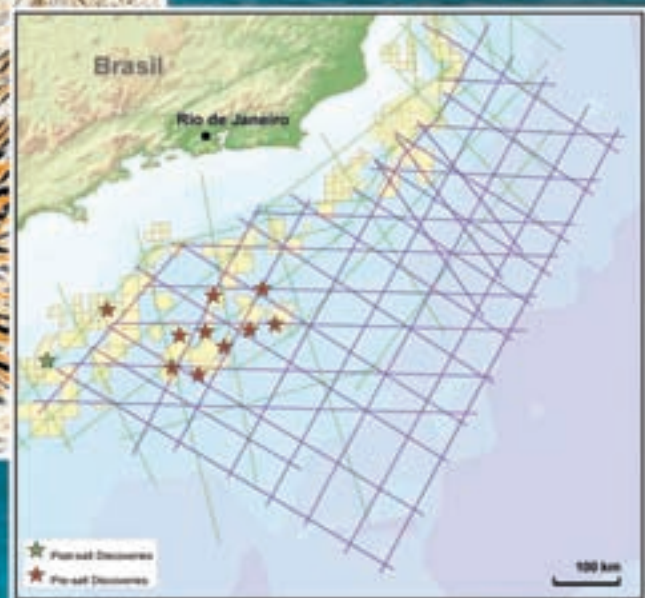 Brasil
Rio de Janeiro
Post-salt Discoveries
Pre-salt Discoveries
100 km